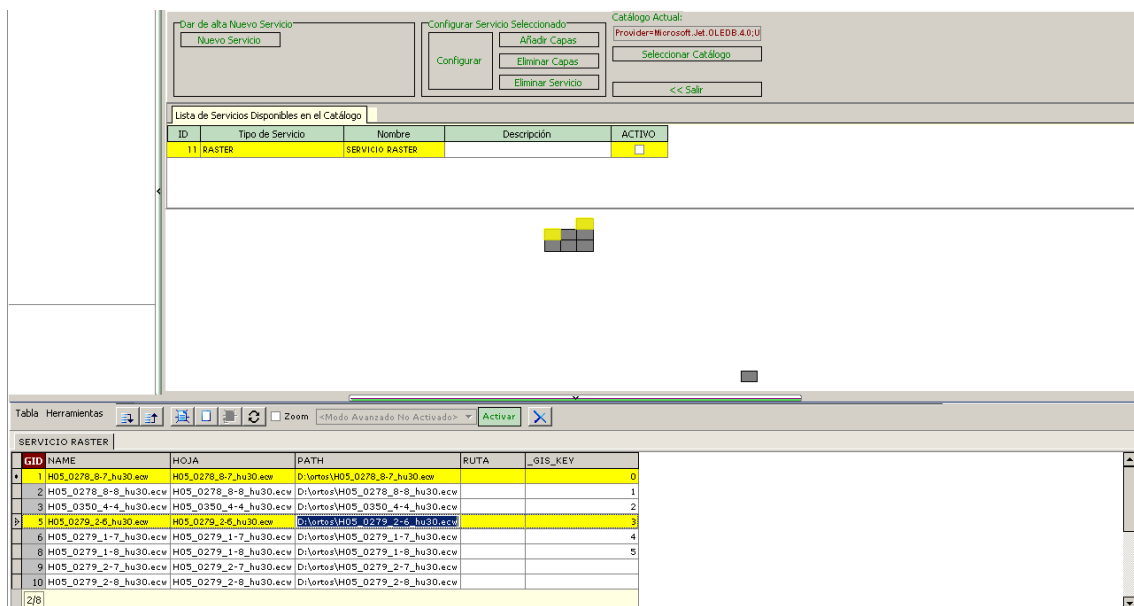 Dar de alta Nuevo Servicio
Nuevo Servicio
Configurar Servicio Seleccionado
Configurar
Añadir Capas
Eliminar Capas
Eliminar Servicio
Catálogo Actual:
Provider=Microsoft.Jet.OLEDB.4.0;U
Seleccionar Catálogo
<< Salir
Lista de Servicios Disponibles en el Catálogo
ID Tipo de Servicio Nombre Descripción ACTIVO
11 RASTER SERVICIO RASTER
Tabla Herramientas Zoom <Modo Avanzado No Activado> Activar
SERVICIO RASTER
GID NAME HOJA PATH RUTA _GIS_KEY
1 H05_0278_8-7_hu30.ecw H05_0278_8-7_hu30.ecw D:\ortos\H05_0278_8-7_hu30.ecw 0
2 H05_0278_8-8_hu30.ecw H05_0278_8-8_hu30.ecw D:\ortos\H05_0278_8-8_hu30.ecw 1
3 H05_0350_4-4_hu30.ecw H05_0350_4-4_hu30.ecw D:\ortos\H05_0350_4-4_hu30.ecw 2
5 H05_0279_2-6_hu30.ecw H05_0279_2-6_hu30.ecw D:\ortos\H05_0279_2-6_hu30.ecw 3
6 H05_0279_1-7_hu30.ecw H05_0279_1-7_hu30.ecw D:\ortos\H05_0279_1-7_hu30.ecw 4
8 H05_0279_1-8_hu30.ecw H05_0279_1-8_hu30.ecw D:\ortos\H05_0279_1-8_hu30.ecw 5
9 H05_0279_2-7_hu30.ecw H05_0279_2-7_hu30.ecw D:\ortos\H05_0279_2-7_hu30.ecw
10 H05_0279_2-8_hu30.ecw H05_0279_2-8_hu30.ecw D:\ortos\H05_0279_2-8_hu30.ecw
2/8